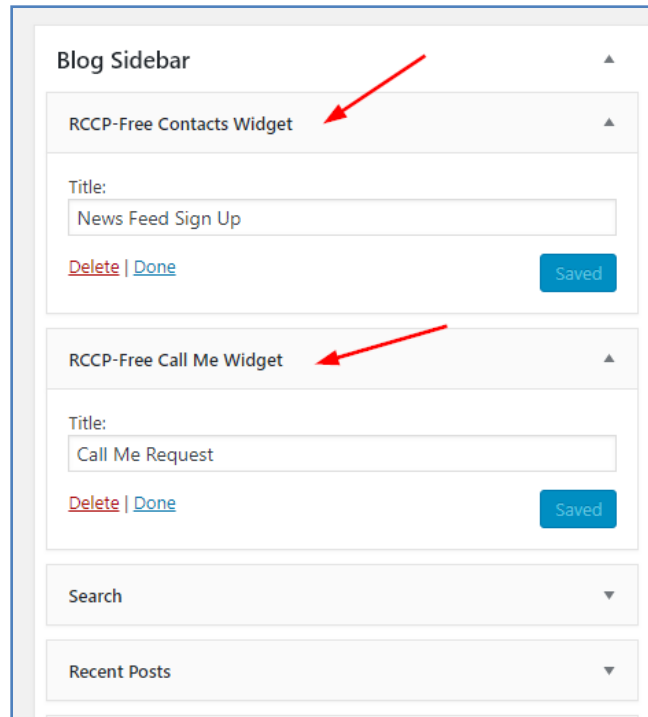 Blog Sidebar
RCCP-Free Contacts Widget
Title:
News Feed Sign Up
Delete | Done
Saved
RCCP-Free Call Me Widget
Title:
Call Me Request
Delete | Done
Saved
Search
Recent Posts